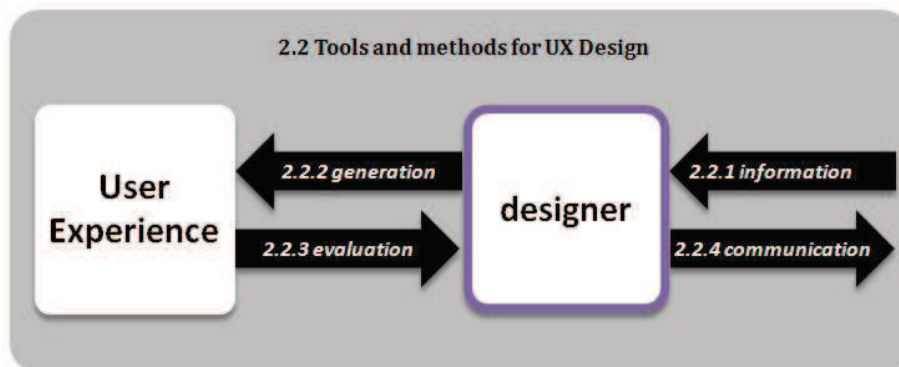 2.2 Tools and methods for UX Design
User
Experience
2.2.2 generation
2.2.3 evaluation
designer
2.2.1 information
2.2.4 communication